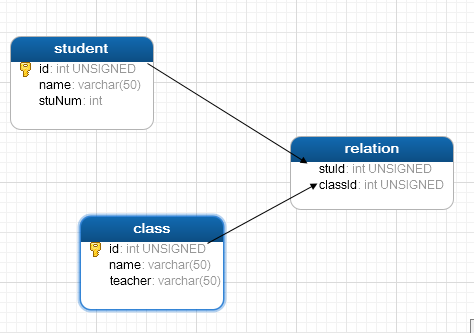 student
id: int UNSIGNED
name: varchar(50)
stuNum: int
relation
stuId: int UNSIGNED
classId: int UNSIGNED
class
id: int UNSIGNED
name: varchar(50)
teacher: varchar(50)